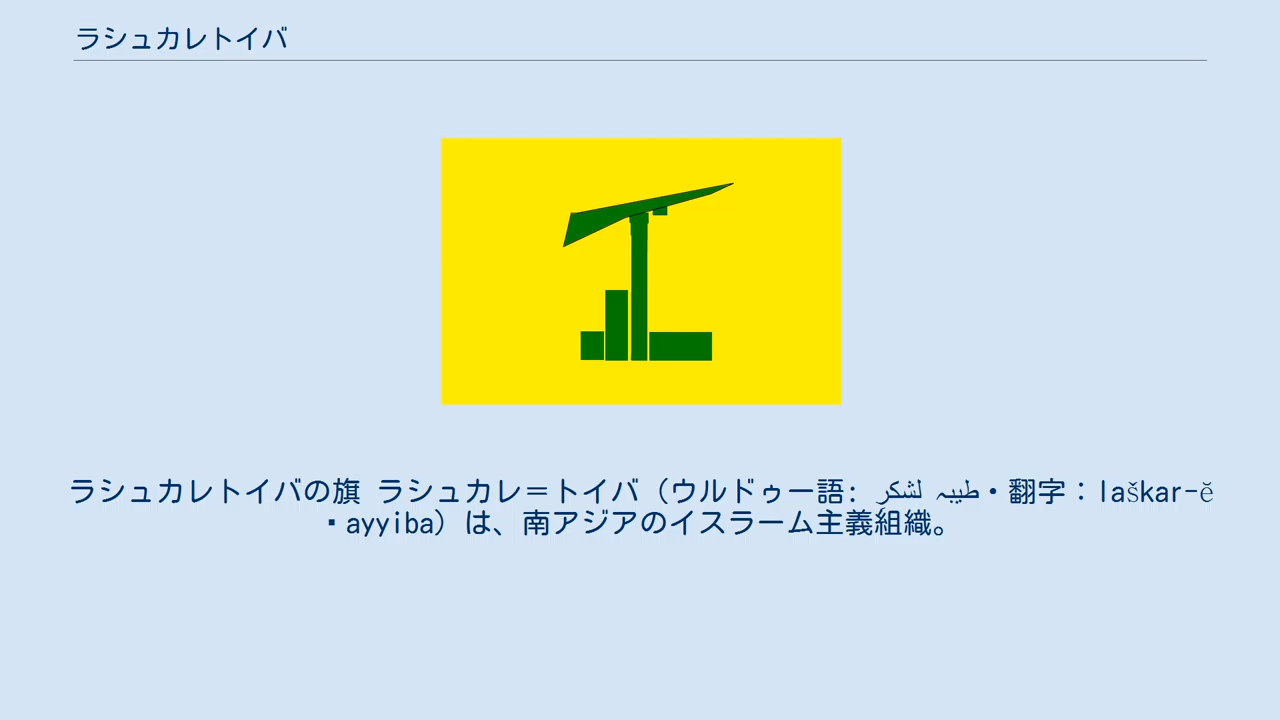 ラシュカレトイバ
ラシュカレトイバの旗 ラシュカレ＝トイバ（ウルドゥー語: لشکرِ طیبہ・翻字：laškar-ĕ
・ayyiba）は、南アジアのイスラーム主義組織。